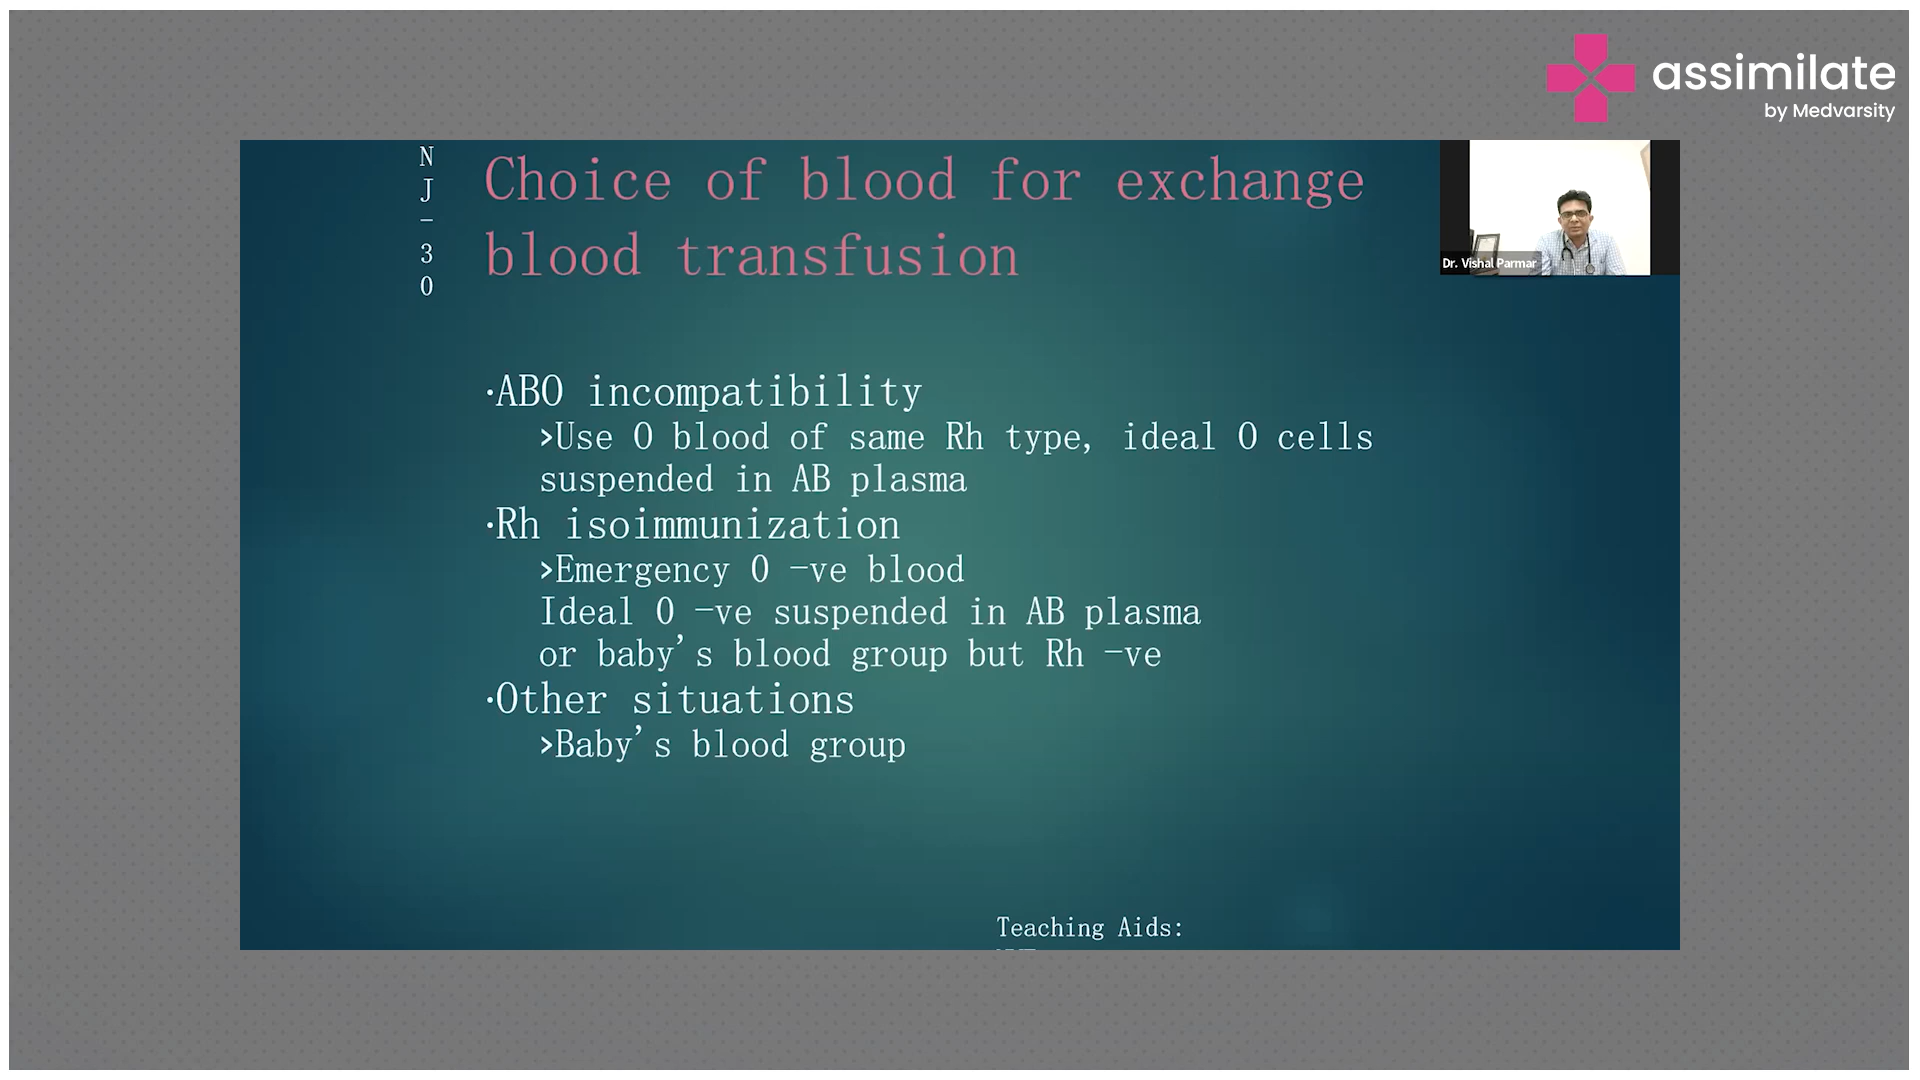 assimilate
by Medvarsity
N
J
-
3
0
Choice of blood for exchange
blood transfusion
Dr. Vishal Parmar
·ABO incompatibility
>Use O blood of same Rh type, ideal O cells
suspended in AB plasma
·Rh isoimmunization
>Emergency O -ve blood
Ideal O -ve suspended in AB plasma
or baby's blood group but Rh -ve
·Other situations
>Baby's blood group
Teaching Aids: